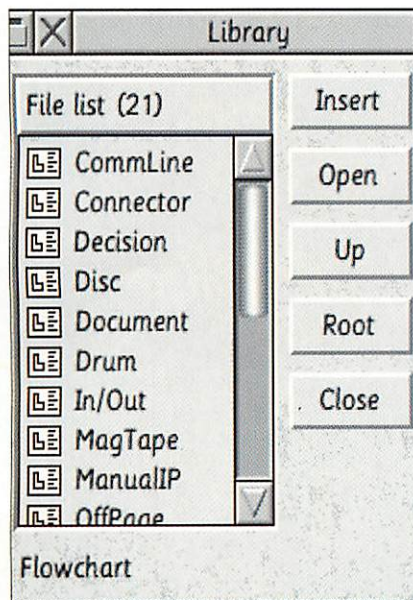 Library
File list (21)
CommLine
Connector
Decision
Disc
Document
Drum
In/Out
MagTape
ManualIP
OffPage
Insert
Open
Up
Root
Close
Flowchart